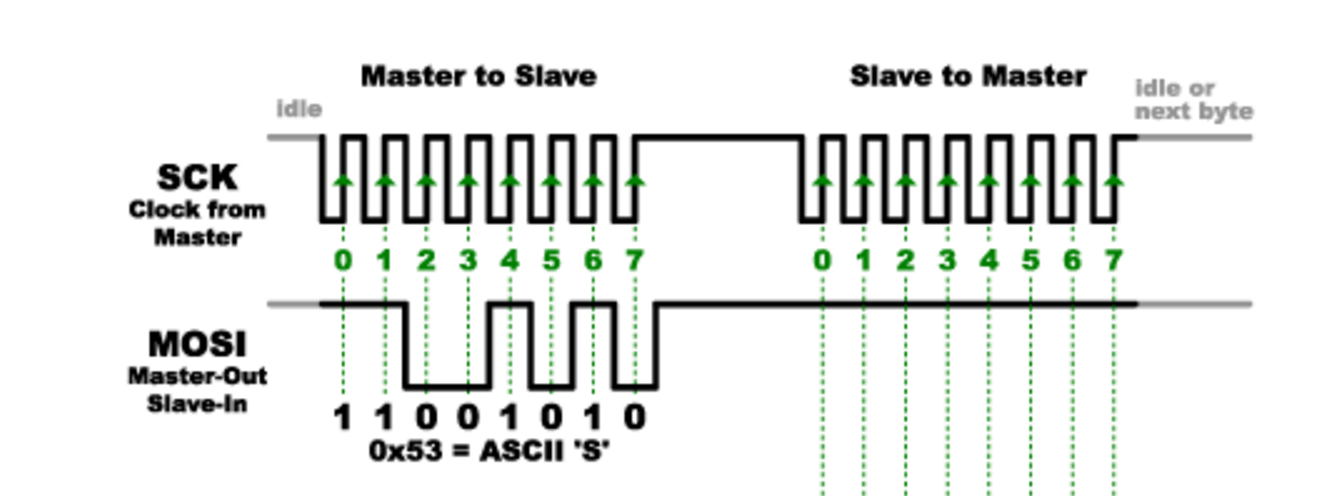 Master to Slave
Slave to Master
idle
idle or
next byte
SCK
Clock from
Master
0 1 2 3 4 5 6 7
0 1 2 3 4 5 6 7
MOSI
Master-Out
Slave-In
1 1 0 0 1 0 1 0
0x53 = ASCII 'S'